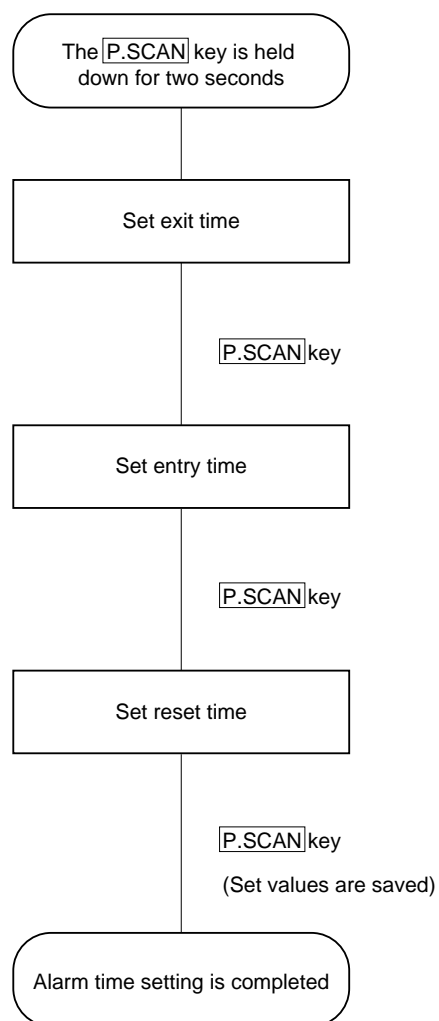 The P.SCAN key is held
down for two seconds
Set exit time
P.SCAN key
Set entry time
P.SCAN key
Set reset time
P.SCAN key
(Set values are saved)
Alarm time setting is completed